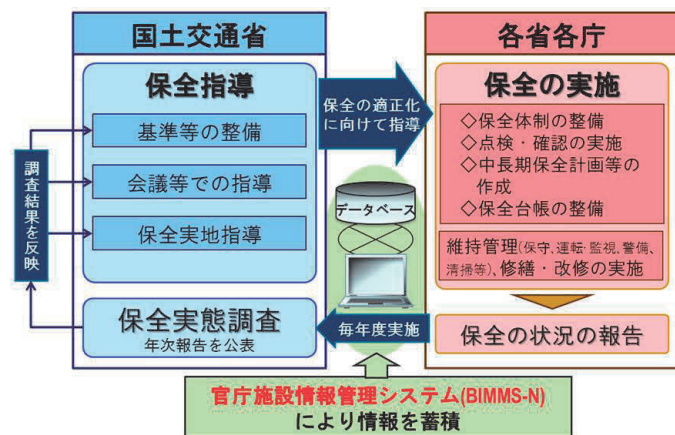 国土交通省
保全指導
基準等の整備
会議等での指導
保全実地指導
調査結果を反映
保全実態調査
年次報告を公表
保全の適正化
に向けて指導
データベース
毎年度実施
各省各庁
保全の実施
◇保全体制の整備
◇点検・確認の実施
◇中長期保全計画等の
作成
◇保全台帳の整備
維持管理(保守、運転・監視、警備、
清掃等)、修繕・改修の実施
保全の状況の報告
官庁施設情報管理システム(BIMMS-N)
により情報を蓄積